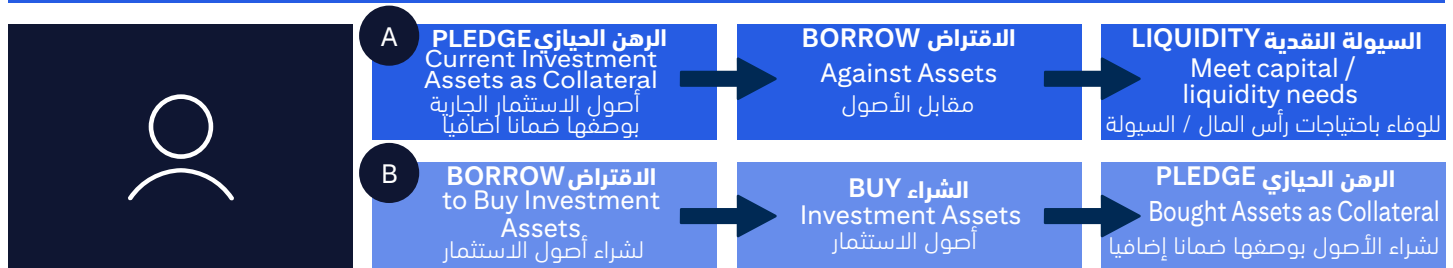 A
PLEDGE الرهن الحيازي
Current Investment
Assets as Collateral
أصول الاستثمار الجارية
بوصفها ضمانا اضافيا
BORROW الاقتراض
Against Assets
مقابل الأصول
LIQUIDITY السيولة النقدية
Meet capital /
liquidity needs
للوفاء باحتياجات رأس المال / السيولة
B
BORROW الاقتراض
to Buy Investment
Assets
لشراء أصول الاستثمار
BUY الشراء
Investment Assets
أصول الاستثمار
PLEDGE الرهن الحيازي
Bought Assets as Collateral
لشراء الأصول بوصفها ضمانا إضافيا